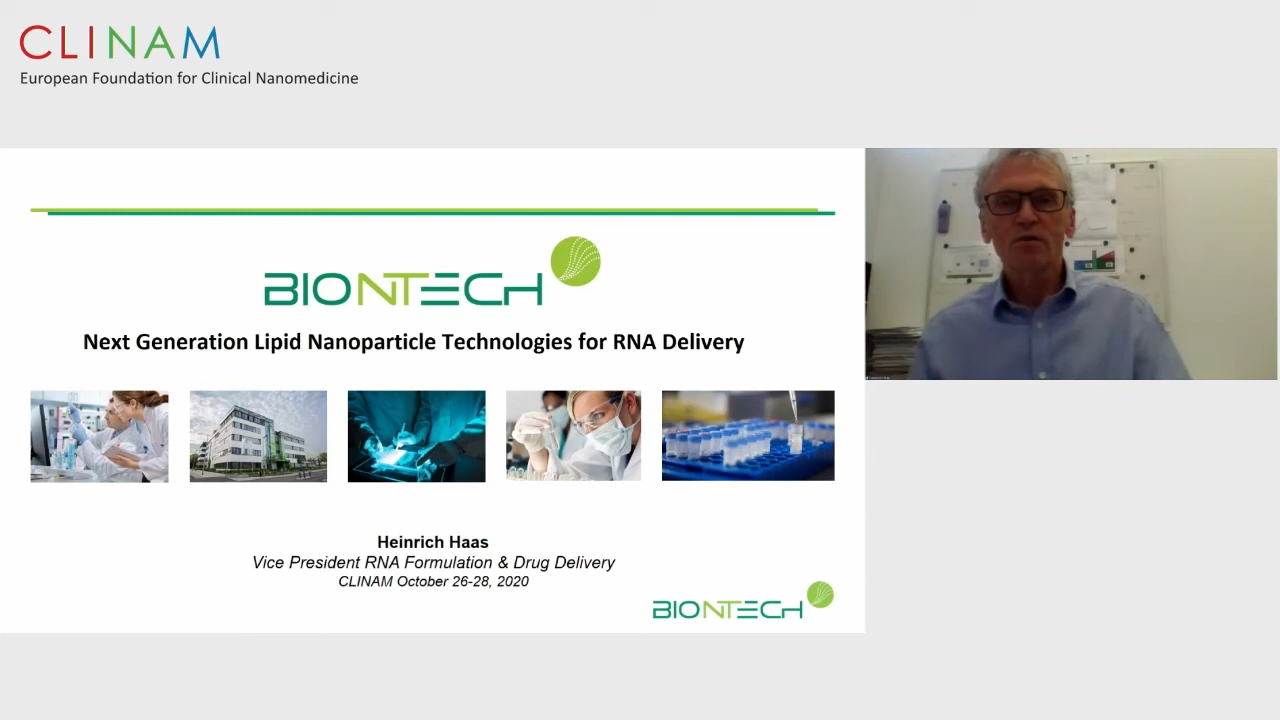 CLINAM
European Foundation for Clinical Nanomedicine
BIONTECH
Next Generation Lipid Nanoparticle Technologies for RNA Delivery
Heinrich Haas
Vice President RNA Formulation & Drug Delivery
CLINAM October 26-28, 2020
BIONTECH